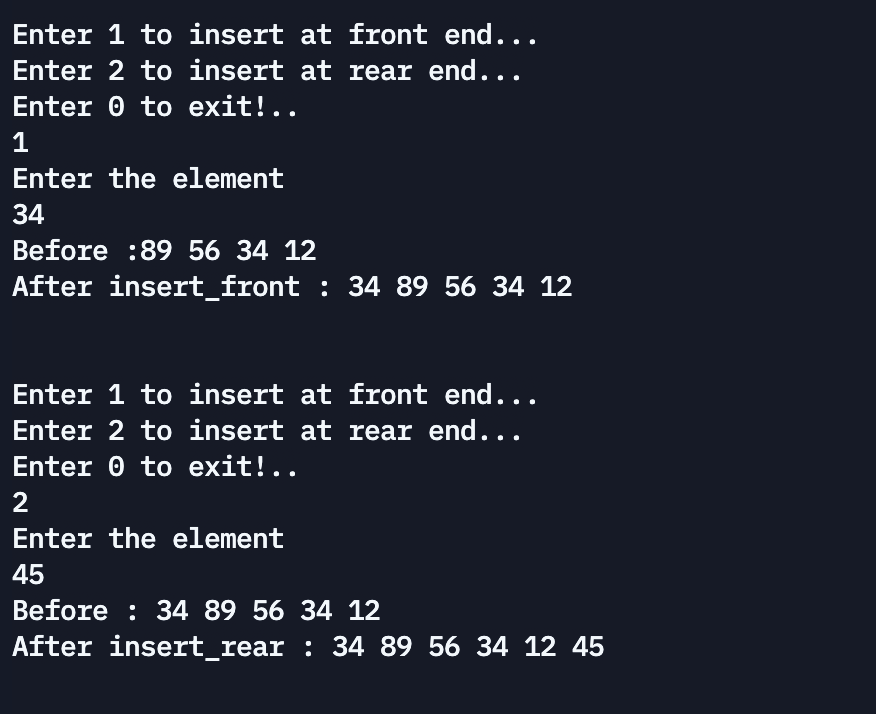 Enter 1 to insert at front end...
Enter 2 to insert at rear end...
Enter 0 to exit!..
1
Enter the element
34
Before :89 56 34 12
After insert_front : 34 89 56 34 12
Enter 1 to insert at front end...
Enter 2 to insert at rear end...
Enter 0 to exit!..
2
Enter the element
45
Before : 34 89 56 34 12
After insert_rear : 34 89 56 34 12 45